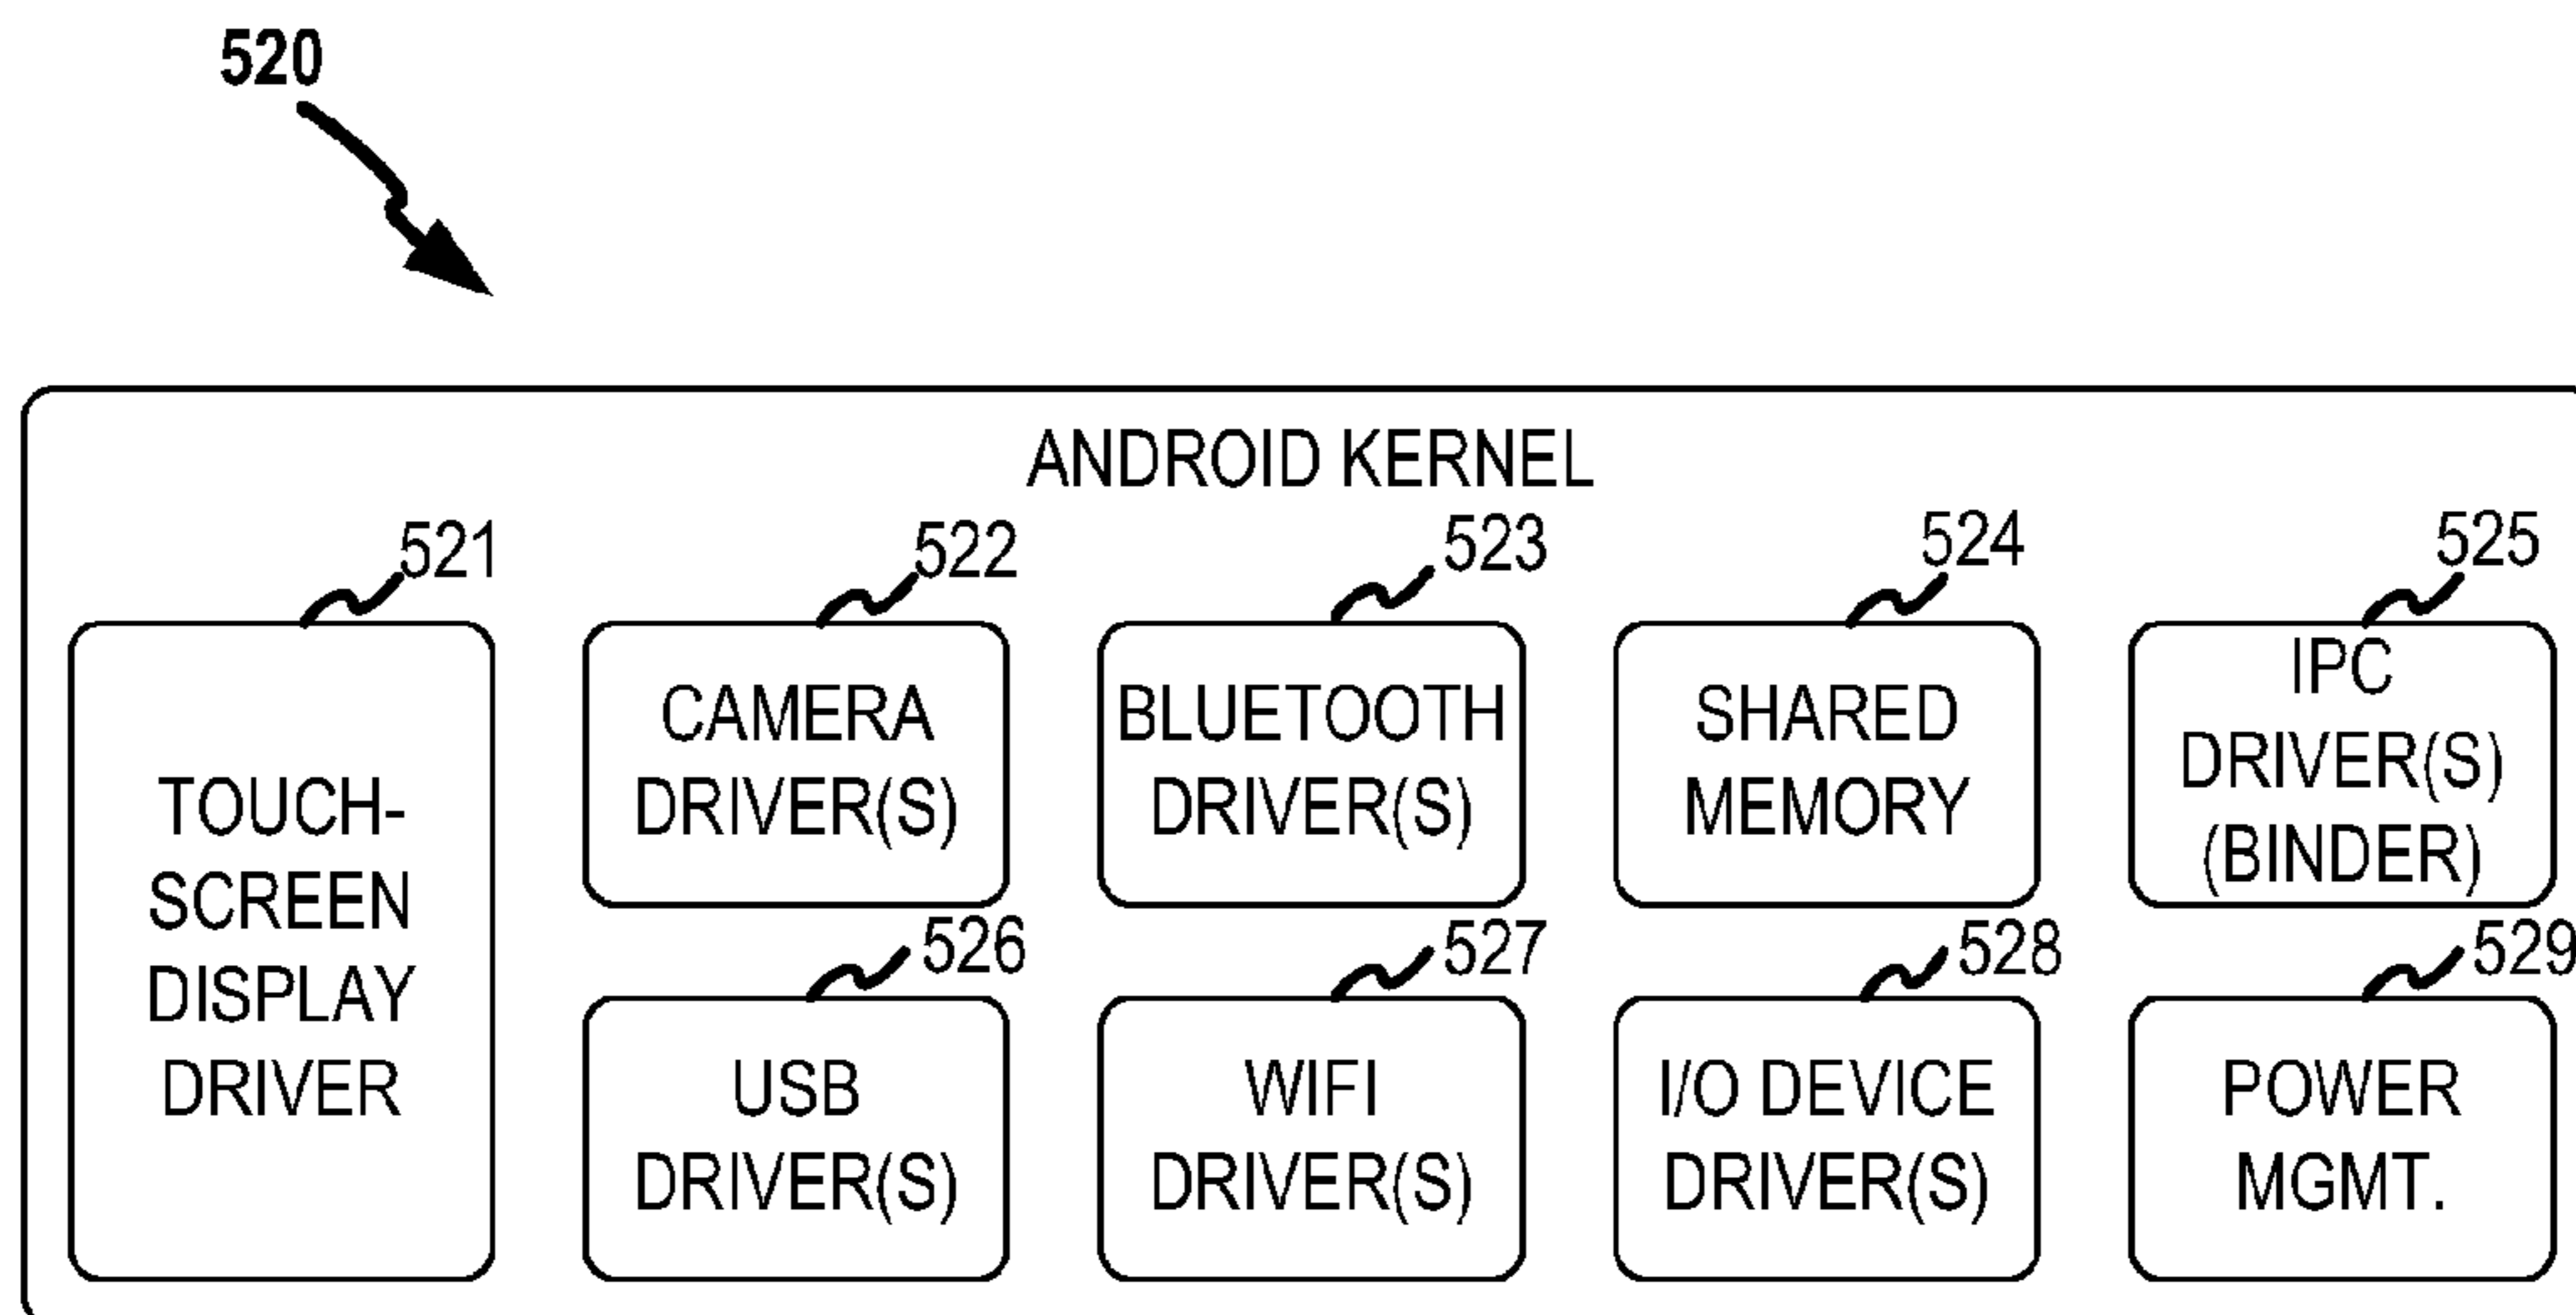 520
ANDROID KERNEL
521
TOUCH-
SCREEN
DISPLAY
DRIVER
522
CAMERA
DRIVER(S)
523
BLUETOOTH
DRIVER(S)
524
SHARED
MEMORY
525
IPC
DRIVER(S)
(BINDER)
526
USB
DRIVER(S)
527
WIFI
DRIVER(S)
528
I/O DEVICE
DRIVER(S)
529
POWER
MGMT.